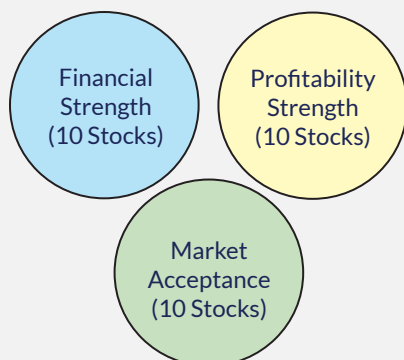 Financial
Strength
(10 Stocks)
Profitability
Strength
(10 Stocks)
Market
Acceptance
(10 Stocks)